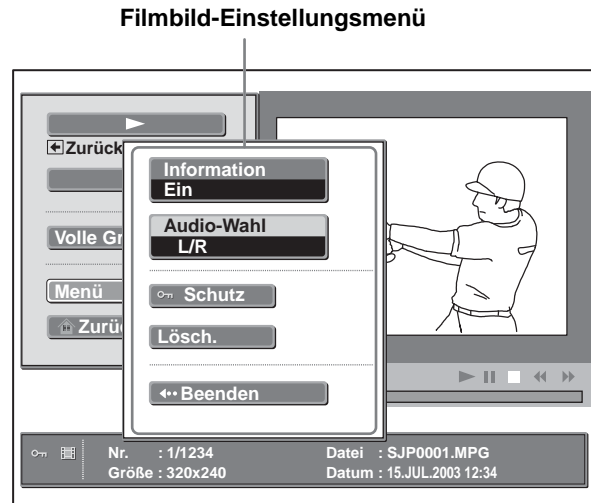 Filmbild-Einstellungsmenü
Zurück
Volle Gr
Menü
Zurü
Information
Ein
Audio-Wahl
L/R
Schutz
Lösch.
Beenden
Nr. : 1/1234
Größe : 320x240
Datei : SJP0001.MPG
Datum : 15.JUL.2003 12:34